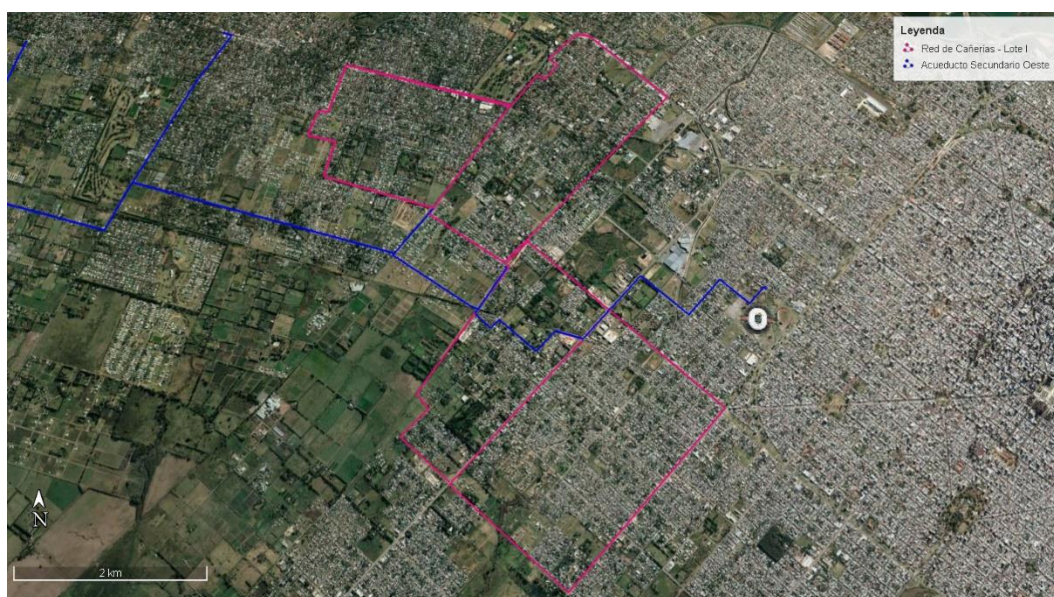 Leyenda
Red de Cañerías - Lote I
Acueducto Secundario Oeste
N
2 km